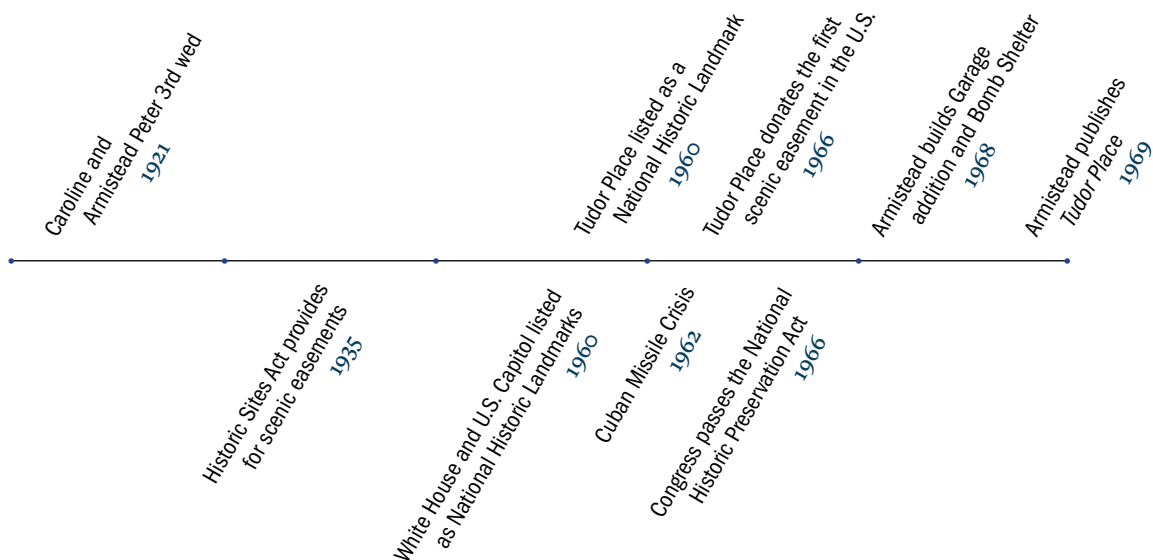 Caroline and
Armistead Peter 3rd wed
1921
Tudor Place listed as a
National Historic Landmark
1960
Tudor Place donates the first
scenic easement in the U.S.
1966
Armistead builds Garage
addition and Bomb Shelter
1968
Armistead publishes
Tudor Place
1969
Historic Sites Act provides
for scenic easements
1935
White House and U.S. Capitol listed
as National Historic Landmarks
1960
Cuban Missile Crisis
1962
Congress passes the National
Historic Preservation Act
1966